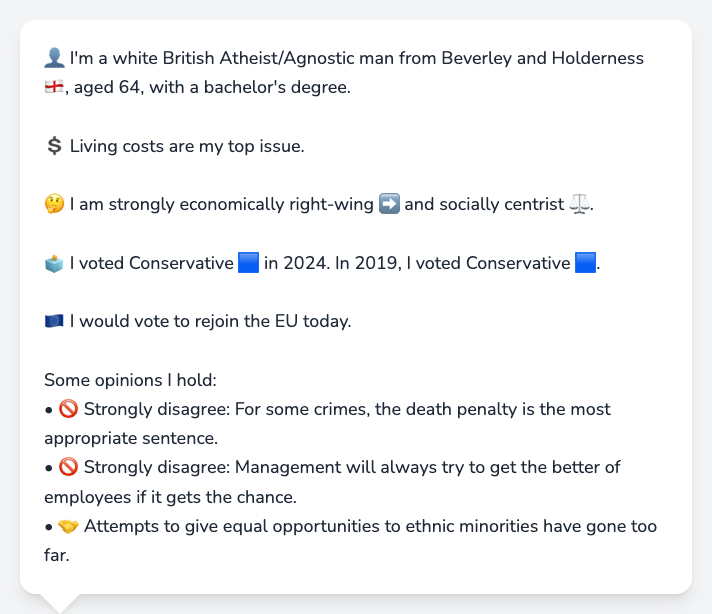 👤 I'm a white British Atheist/Agnostic man from Beverley and Holderness
🏴󠁧󠁢󠁥󠁮󠁧󠁿, aged 64, with a bachelor's degree.
💲 Living costs are my top issue.
🤔 I am strongly economically right-wing ➡️ and socially centrist ⚖️.
🗳️ I voted Conservative 🟦 in 2024. In 2019, I voted Conservative 🟦.
🇪🇺 I would vote to rejoin the EU today.
Some opinions I hold:
• 🚫 Strongly disagree: For some crimes, the death penalty is the most
appropriate sentence.
• 🚫 Strongly disagree: Management will always try to get the better of
employees if it gets the chance.
• 🤝 Attempts to give equal opportunities to ethnic minorities have gone too
far.